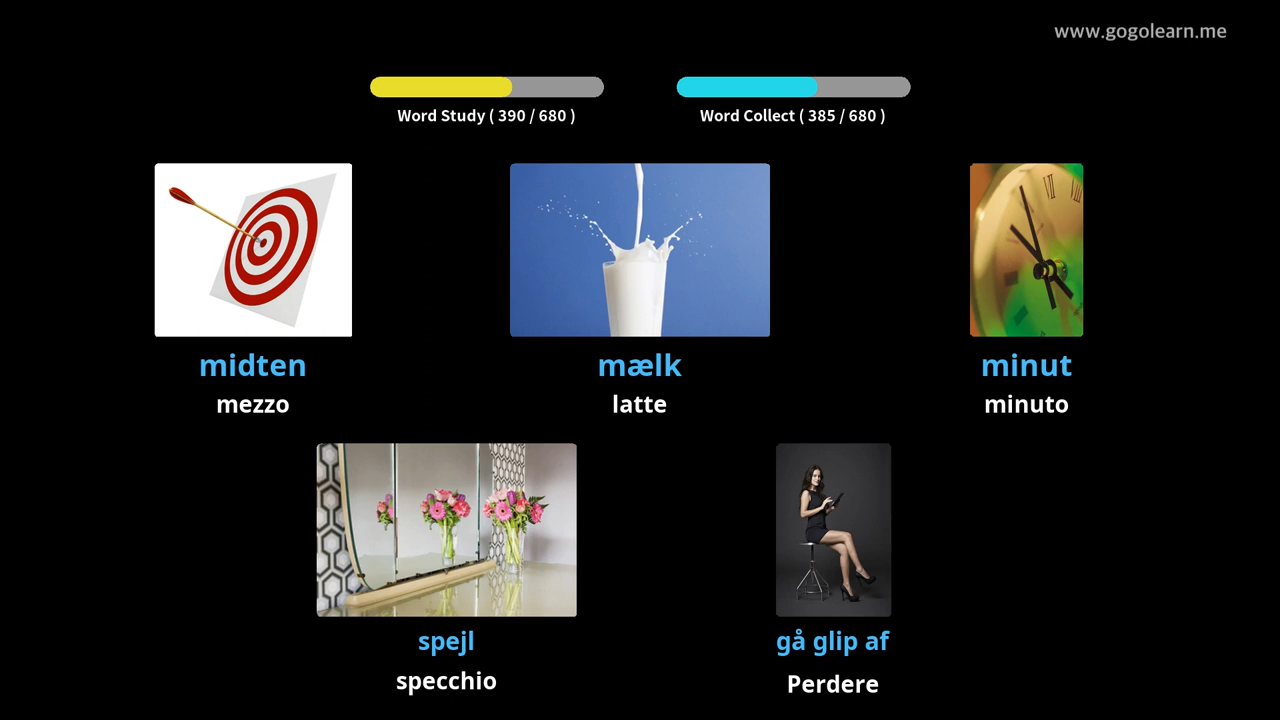 www.gogolearn.me
Word Study ( 390 / 680 )
Word Collect ( 385 / 680 )
midten
mezzo
mælk
latte
minut
minuto
spejl
specchio
gå glip af
Perdere